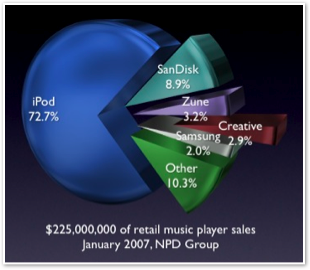 SanDisk
8.9%
iPod
72.7%
Zune
3.2%
Creative
2.9%
Samsung
2.0%
Other
10.3%
$225,000,000 of retail music player sales
January 2007, NPD Group